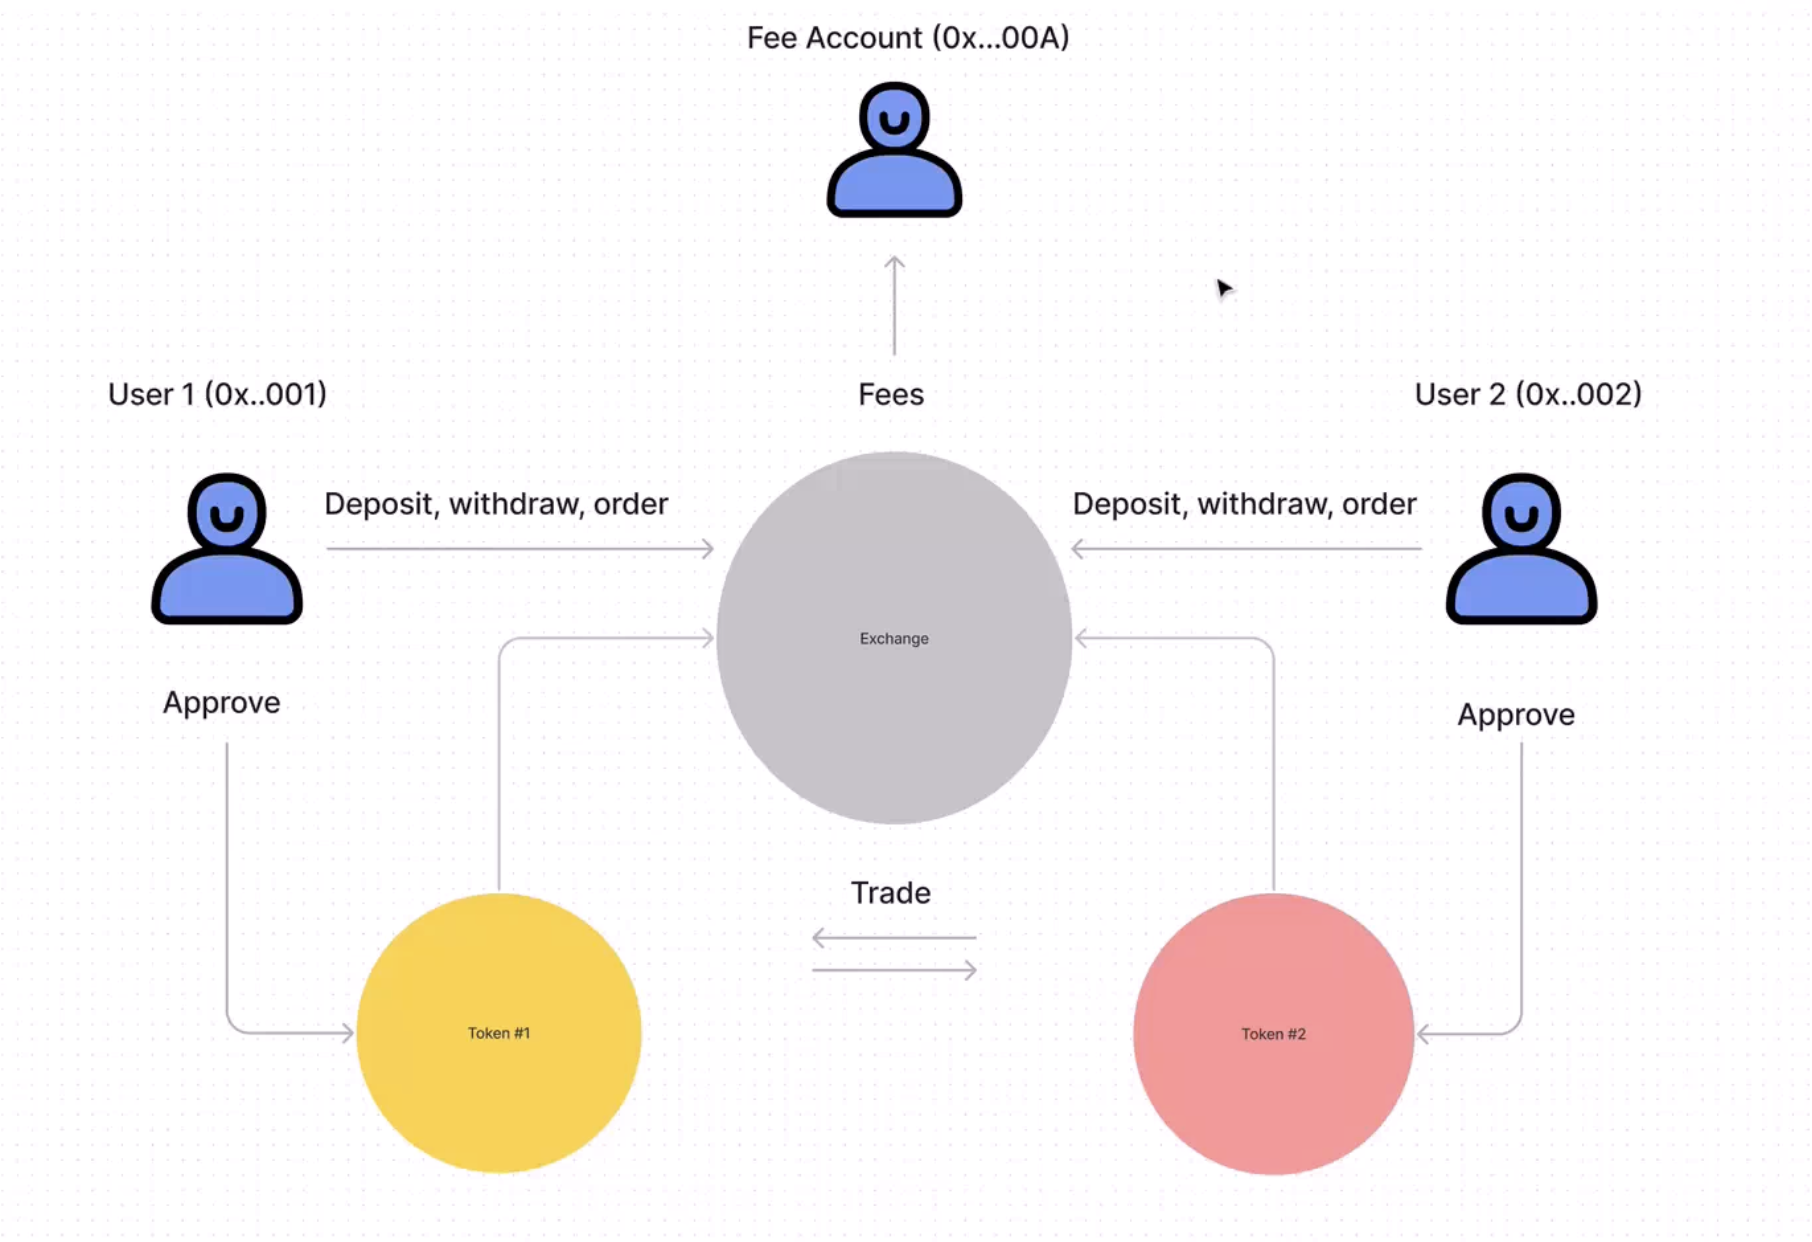 Fee Account (0x...00A)
Fees
User 1 (0x..001)
User 2 (0x..002)
Deposit, withdraw, order
Deposit, withdraw, order
Exchange
Approve
Approve
Trade
Token #1
Token #2